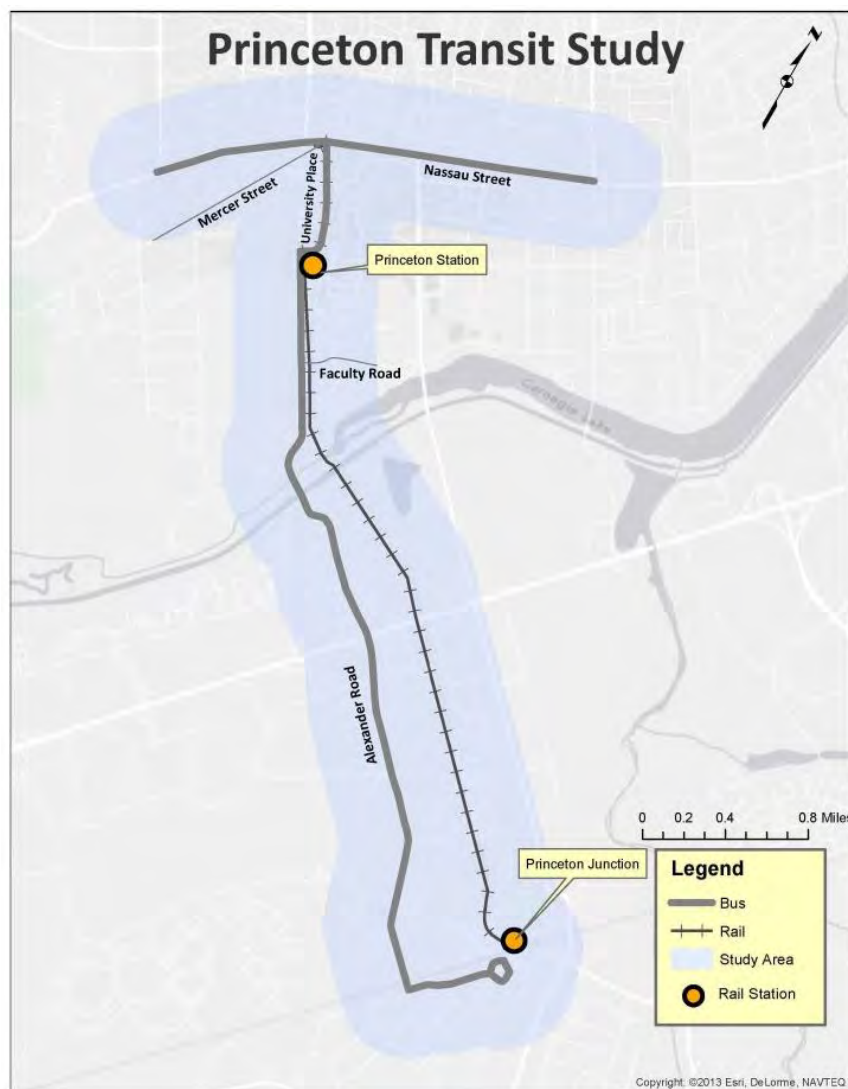 Princeton Transit Study
N
Nassau Street
University Place
Mercer Street
Princeton Station
Faculty Road
Carnegie Lake
Alexander Road
0 0.2 0.4 0.8 Miles
Princeton Junction
Legend
Bus
Rail
Study Area
Rail Station
Copyright: ©2013 Esri, DeLorme, NAVTEQ